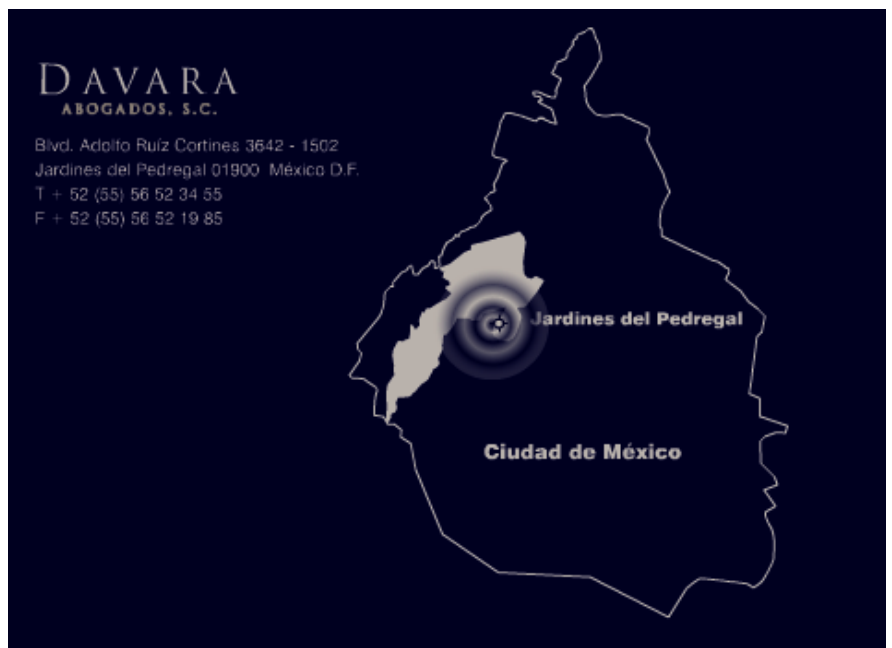 DAVARA
ABOGADOS, S.C.
Blvd. Adolfo Ruíz Cortines 3642 - 1502
Jardines del Pedregal 01900 México D.F.
T + 52 (55) 56 52 34 55
F + 52 (55) 56 52 19 85
Jardines del Pedregal
Ciudad de México